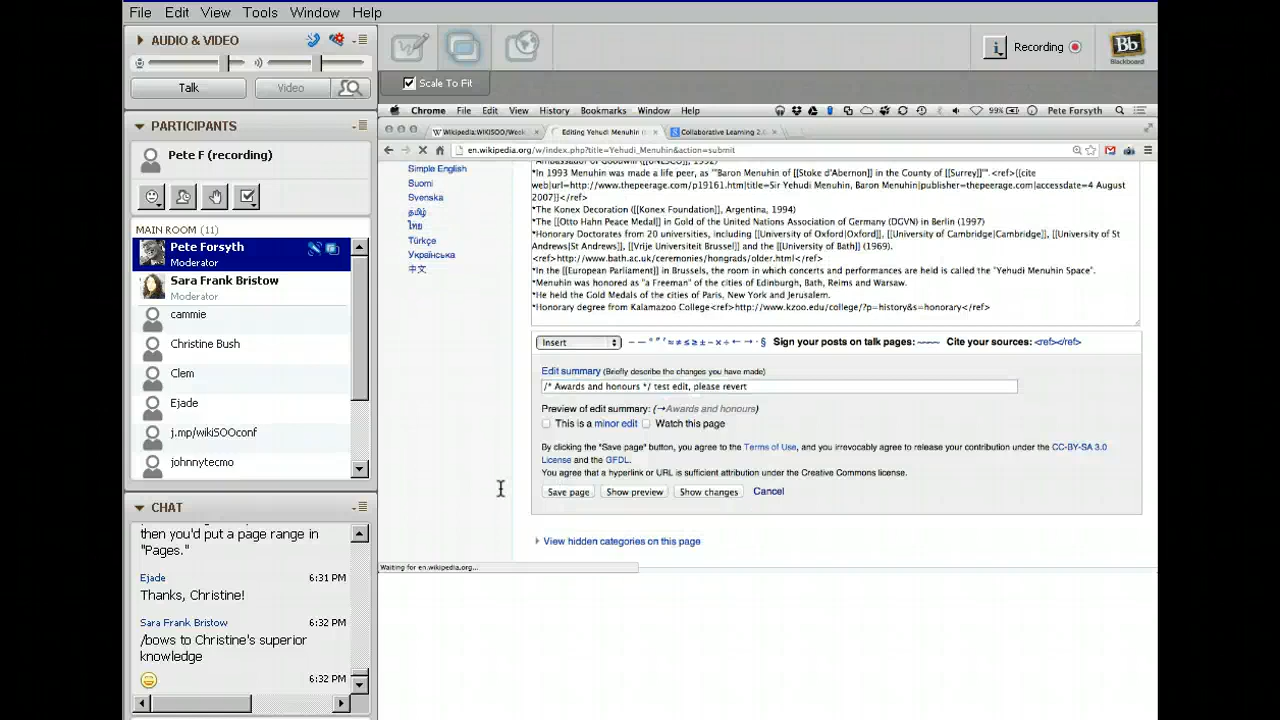 File Edit View Tools Window Help
AUDIO & VIDEO
Talk Video
PARTICIPANTS
Pete F (recording)
MAIN ROOM (11)
Pete Forsyth
Moderator
Sara Frank Bristow
Moderator
cammie
Christine Bush
Clem
Ejade
j.mp/wikiSOOconf
johnnytecmo
CHAT
then you'd put a page range in
"Pages."
Ejade 6:31 PM
Thanks, Christine!
Sara Frank Bristow 6:32 PM
/bows to Christine's superior
knowledge
6:32 PM
Recording
Bb
Blackboard
Scale To Fit
Chrome File Edit View History Bookmarks Window Help 99% Pete Forsyth
Wikipedia:WIKISOO/Week Editing Yehudi Menuhin Collaborative Learning 2.
en.wikipedia.org/w/index.php?title=Yehudi_Menuhin&action=submit
Simple English
Suomi
Svenska
தமிழ்
ไทย
Türkçe
Українська
中文
Ambassador of Goodwill ([[UNESCO]], 1992)
*In 1993 Menuhin was made a life peer, as '"Baron Menuhin of [[Stoke d'Abernon]] in the County of [[Surrey]]"'. <ref>{{cite
web|url=http://www.thepeerage.com/p19161.htm|title=Sir Yehudi Menuhin, Baron Menuhin|publisher=thepeerage.com|accessdate=4 August
2007}}</ref>
*The Konex Decoration ([[Konex Foundation]], Argentina, 1994)
*The [[Otto Hahn Peace Medal]] in Gold of the United Nations Association of Germany (DGVN) in Berlin (1997)
*Honorary Doctorates from 20 universities, including [[University of Oxford|Oxford]], [[University of Cambridge|Cambridge]], [[University of St
Andrews|St Andrews]], [[Vrije Universiteit Brussel]] and the [[University of Bath]] (1969).
<ref>http://www.bath.ac.uk/ceremonies/hongrads/older.html</ref>
*In the [[European Parliament]] in Brussels, the room in which concerts and performances are held is called the "Yehudi Menuhin Space".
*Menuhin was honored as "a Freeman" of the cities of Edinburgh, Bath, Reims and Warsaw.
*He held the Gold Medals of the cities of Paris, New York and Jerusalem.
*Honorary degree from Kalamazoo College<ref>http://www.kzoo.edu/college/?p=history&s=honorary</ref>
Insert – — ° ″ ′ ≈ ≠ ≤ ≥ ± − × ÷ ← → · § Sign your posts on talk pages: ~~~~ Cite your sources: <ref></ref>
Edit summary (Briefly describe the changes you have made)
/* Awards and honours */ test edit, please revert
Preview of edit summary: (→Awards and honours)
This is a minor edit Watch this page
By clicking the "Save page" button, you agree to the Terms of Use, and you irrevocably agree to release your contribution under the CC-BY-SA 3.0
License and the GFDL.
You agree that a hyperlink or URL is sufficient attribution under the Creative Commons license.
Save page Show preview Show changes Cancel
View hidden categories on this page
Waiting for en.wikipedia.org...